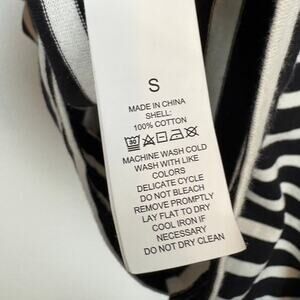 S
MADE IN CHINA
SHELL:
100% COTTON
30
MACHINE WASH COLD
WASH WITH LIKE
COLORS
DELICATE CYCLE
DO NOT BLEACH
REMOVE PROMPTLY
LAY FLAT TO DRY
COOL IRON IF
NECESSARY
DO NOT DRY CLEAN